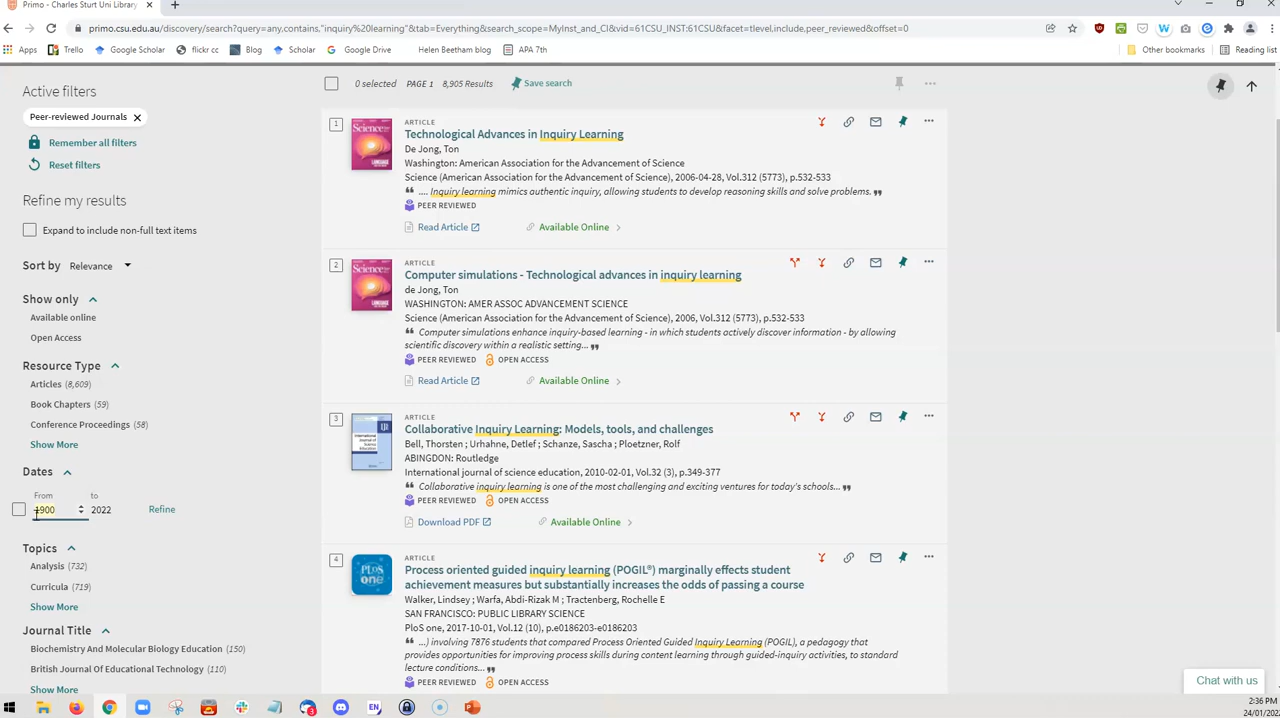 Primo - Charles Sturt Uni Library
primo.csu.edu.au/discovery/search?query=any,contains,"inquiry%20learning"&tab=Everything&search_scope=MyInst_and_CI&vid=61CSU_INST:61CSU&facet=tlevel,include,peer_reviewed&offset=0
Apps Trello Google Scholar flickr cc Blog Scholar Google Drive Helen Beetham blog APA 7th Other bookmarks Reading list
Active filters
Peer-reviewed Journals
Remember all filters
Reset filters
Refine my results
Expand to include non-full text items
Sort by Relevance
Show only
Available online
Open Access
Resource Type
Articles (8,609)
Book Chapters (59)
Conference Proceedings (58)
Show More
Dates
From to
1900 2022 Refine
Topics
Analysis (732)
Curricula (719)
Show More
Journal Title
Biochemistry And Molecular Biology Education (150)
British Journal Of Educational Technology (110)
Show More
0 selected PAGE 1 8,905 Results Save search
1
ARTICLE
Technological Advances in Inquiry Learning
De Jong, Ton
Washington: American Association for the Advancement of Science
Science (American Association for the Advancement of Science), 2006-04-28, Vol.312 (5773), p.532-533
❝ .... Inquiry learning mimics authentic inquiry, allowing students to develop reasoning skills and solve problems. ❞
PEER REVIEWED
Read Article Available Online
2
ARTICLE
Computer simulations - Technological advances in inquiry learning
de Jong, Ton
WASHINGTON: AMER ASSOC ADVANCEMENT SCIENCE
Science (American Association for the Advancement of Science), 2006, Vol.312 (5773), p.532-533
❝ Computer simulations enhance inquiry-based learning - in which students actively discover information - by allowing
scientific discovery within a realistic setting... ❞
PEER REVIEWED OPEN ACCESS
Read Article Available Online
3
ARTICLE
Collaborative Inquiry Learning: Models, tools, and challenges
Bell, Thorsten ; Urhahne, Detlef ; Schanze, Sascha ; Ploetzner, Rolf
ABINGDON: Routledge
International journal of science education, 2010-02-01, Vol.32 (3), p.349-377
❝ Collaborative inquiry learning is one of the most challenging and exciting ventures for today's schools... ❞
PEER REVIEWED OPEN ACCESS
Download PDF Available Online
4
PLoS one
ARTICLE
Process oriented guided inquiry learning (POGIL®) marginally effects student
achievement measures but substantially increases the odds of passing a course
Walker, Lindsey ; Warfa, Abdi-Rizak M ; Tractenberg, Rochelle E
SAN FRANCISCO: PUBLIC LIBRARY SCIENCE
PloS one, 2017-10-01, Vol.12 (10), p.e0186203-e0186203
❝ ...) involving 7876 students that compared Process Oriented Guided Inquiry Learning (POGIL), a pedagogy that
provides opportunities for improving process skills during content learning through guided-inquiry activities, to standard
lecture conditions... ❞
PEER REVIEWED
Chat with us
EN
2:36 PM
24/01/2022